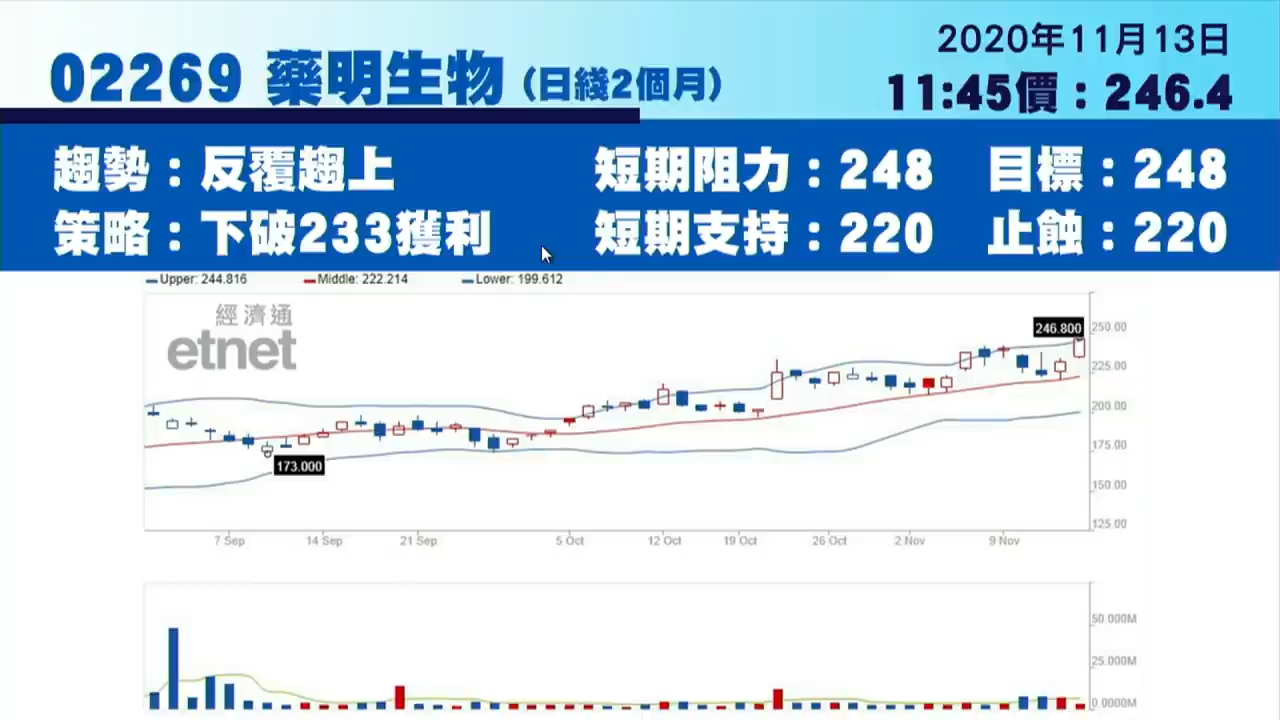 02269 藥明生物 (日綫2個月)
2020年11月13日
11:45價：246.4
趨勢：反覆趨上
短期阻力：248
目標：248
策略：下破233獲利
短期支持：220
止蝕：220
Upper: 244.816 Middle: 222.214 Lower: 199.612
經濟通
etnet
246.800
173.000
250.00
225.00
200.00
175.00
150.00
125.00
7 Sep 14 Sep 21 Sep 5 Oct 12 Oct 19 Oct 26 Oct 2 Nov 9 Nov
50.000M
25.000M
0.0000M